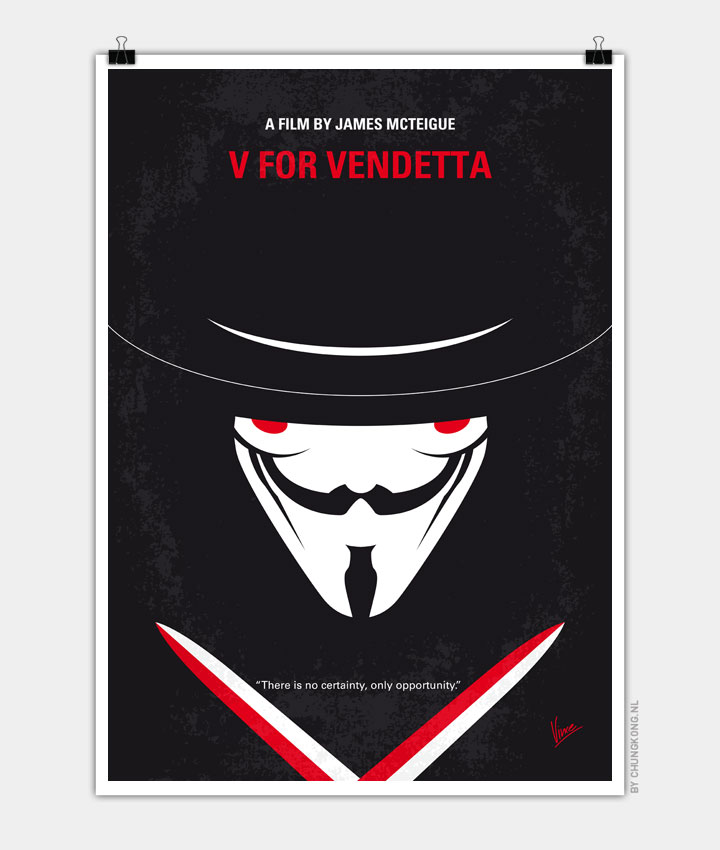 A FILM BY JAMES MCTEIGUE
V FOR VENDETTA
“There is no certainty, only opportunity.”
BY CHUNGKONG.NL